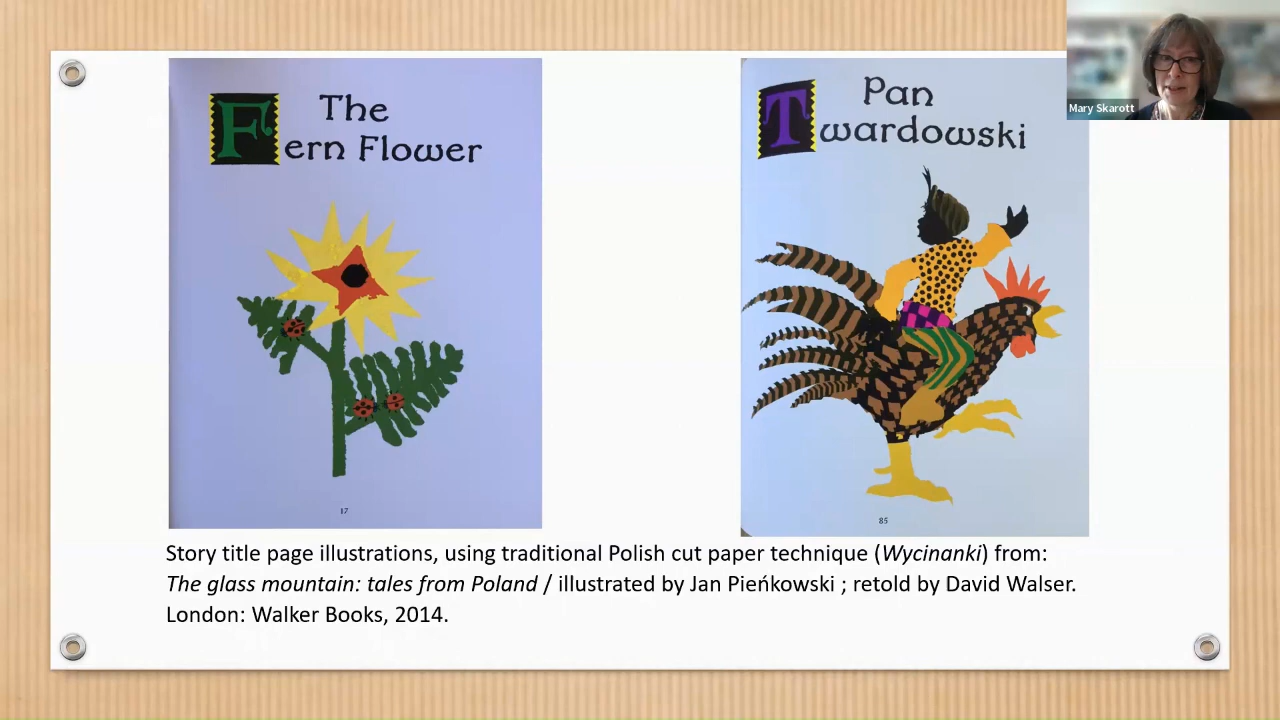 The
Fern Flower
17
Pan
Twardowski
85
Mary Skarott
Story title page illustrations, using traditional Polish cut paper technique (Wycinanki) from:
The glass mountain: tales from Poland / illustrated by Jan Pieńkowski ; retold by David Walser.
London: Walker Books, 2014.